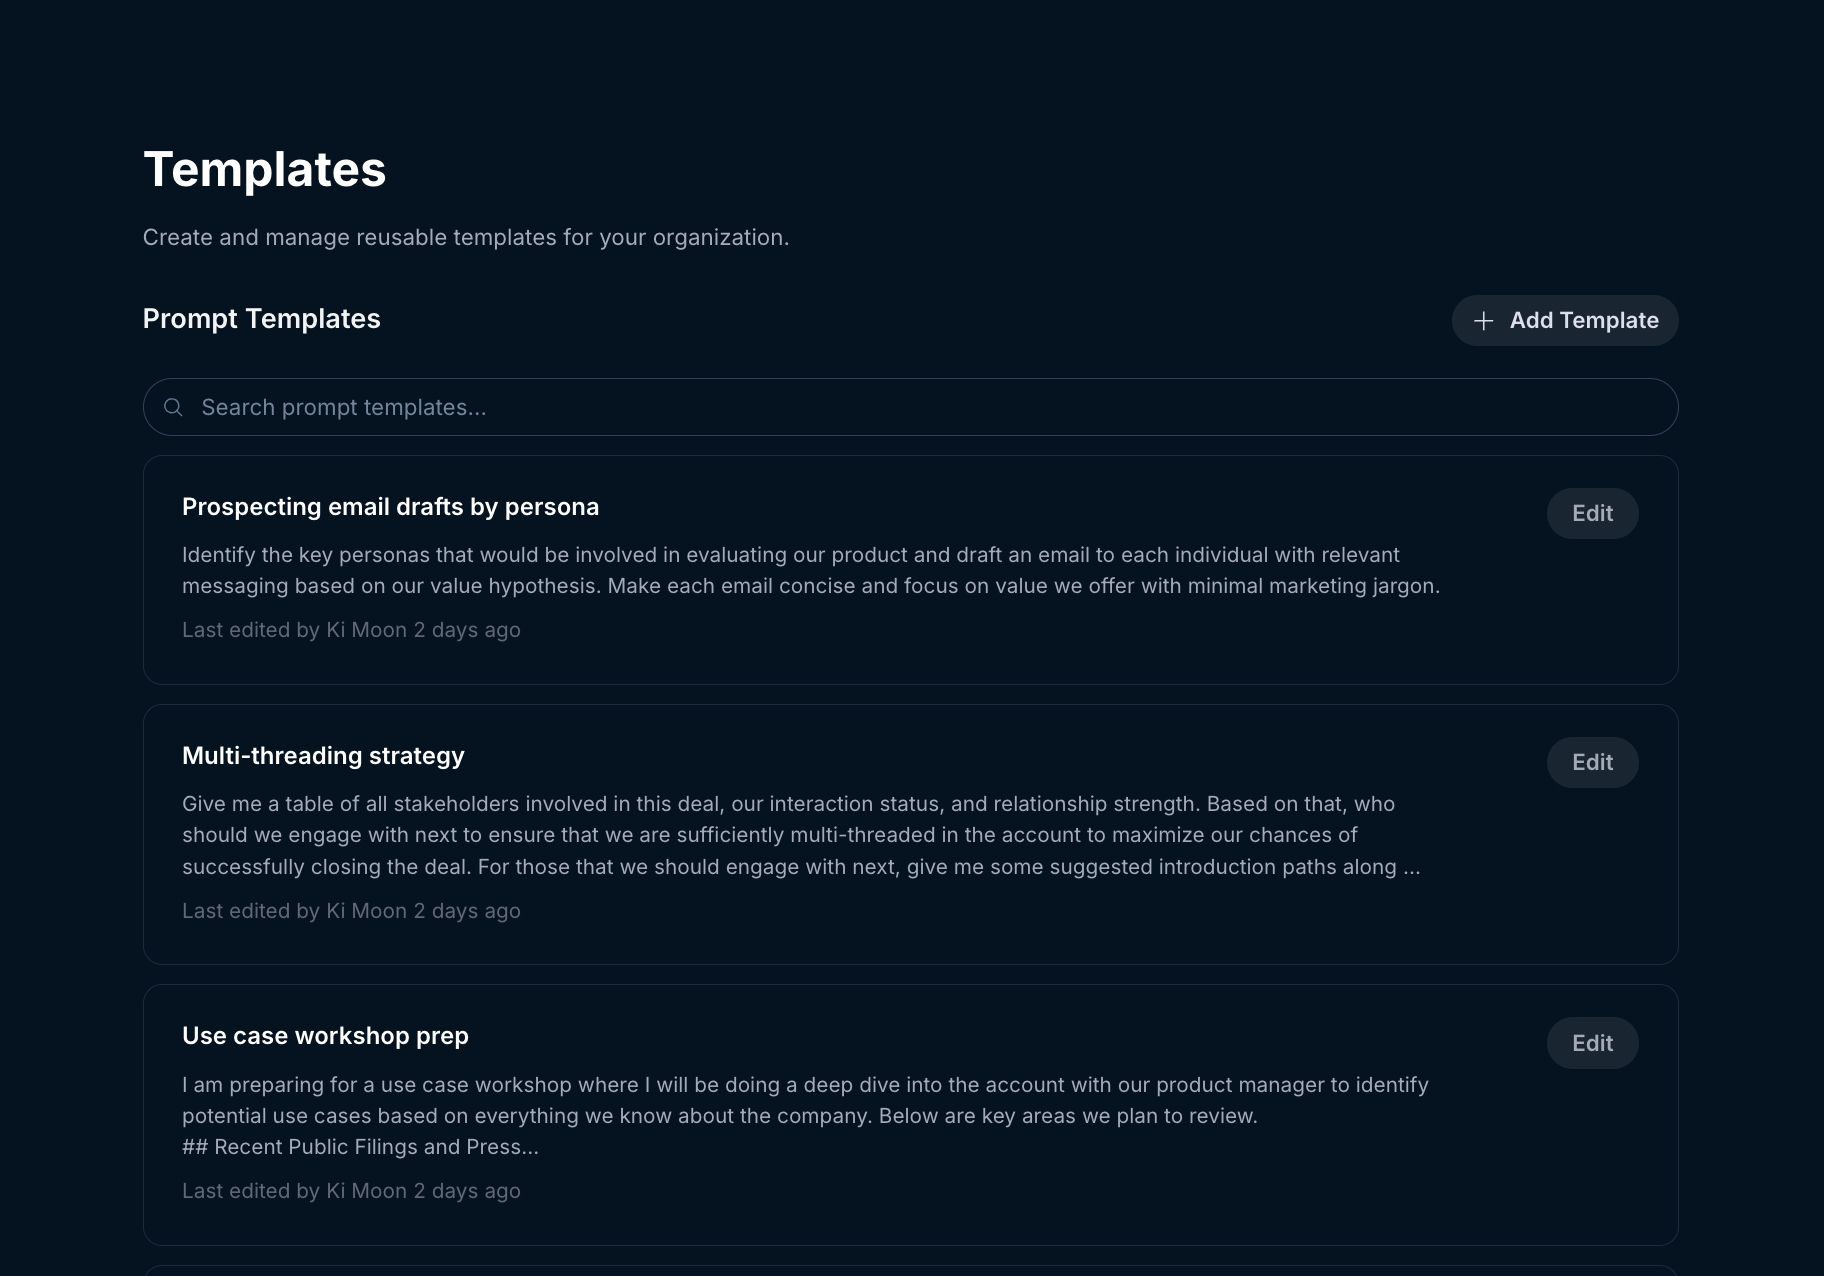 Templates
Create and manage reusable templates for your organization.
Prompt Templates
Add Template
Search prompt templates...
Prospecting email drafts by persona
Edit
Identify the key personas that would be involved in evaluating our product and draft an email to each individual with relevant
messaging based on our value hypothesis. Make each email concise and focus on value we offer with minimal marketing jargon.
Last edited by Ki Moon 2 days ago
Multi-threading strategy
Edit
Give me a table of all stakeholders involved in this deal, our interaction status, and relationship strength. Based on that, who
should we engage with next to ensure that we are sufficiently multi-threaded in the account to maximize our chances of
successfully closing the deal. For those that we should engage with next, give me some suggested introduction paths along ...
Last edited by Ki Moon 2 days ago
Use case workshop prep
Edit
I am preparing for a use case workshop where I will be doing a deep dive into the account with our product manager to identify
potential use cases based on everything we know about the company. Below are key areas we plan to review.
## Recent Public Filings and Press...
Last edited by Ki Moon 2 days ago